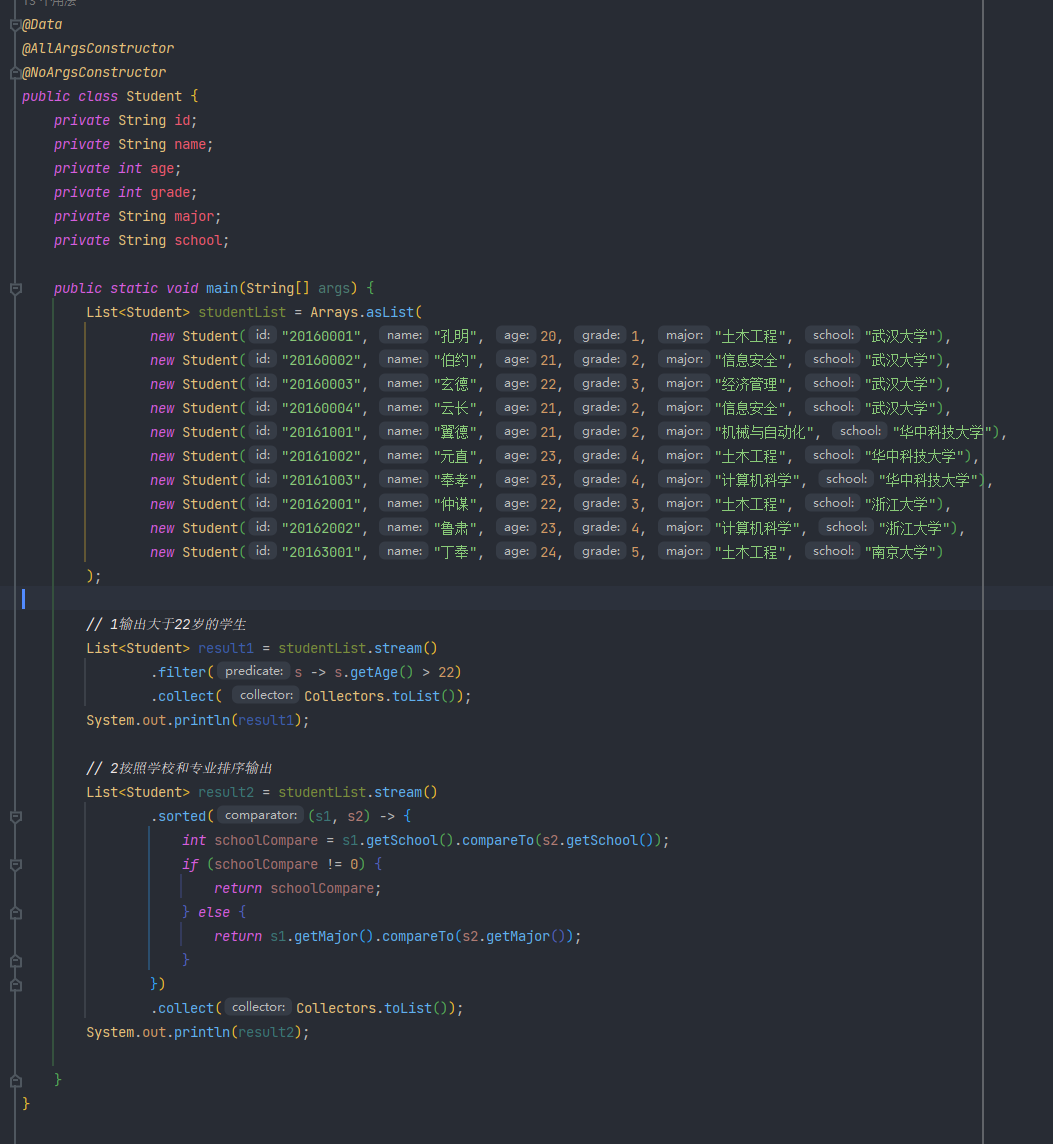 13个用法
@Data
@AllArgsConstructor
@NoArgsConstructor
public class Student {
private String id;
private String name;
private int age;
private int grade;
private String major;
private String school;
public static void main(String[] args) {
List<Student> studentList = Arrays.asList(
new Student( id: "20160001", name: "孔明", age: 20, grade: 1, major: "土木工程", school: "武汉大学"),
new Student( id: "20160002", name: "伯约", age: 21, grade: 2, major: "信息安全", school: "武汉大学"),
new Student( id: "20160003", name: "玄德", age: 22, grade: 3, major: "经济管理", school: "武汉大学"),
new Student( id: "20160004", name: "云长", age: 21, grade: 2, major: "信息安全", school: "武汉大学"),
new Student( id: "20161001", name: "翼德", age: 21, grade: 2, major: "机械与自动化", school: "华中科技大学"),
new Student( id: "20161002", name: "元直", age: 23, grade: 4, major: "土木工程", school: "华中科技大学"),
new Student( id: "20161003", name: "奉孝", age: 23, grade: 4, major: "计算机科学", school: "华中科技大学"),
new Student( id: "20162001", name: "仲谋", age: 22, grade: 3, major: "土木工程", school: "浙江大学"),
new Student( id: "20162002", name: "鲁肃", age: 23, grade: 4, major: "计算机科学", school: "浙江大学"),
new Student( id: "20163001", name: "丁奉", age: 24, grade: 5, major: "土木工程", school: "南京大学")
);
// 1输出大于22岁的学生
List<Student> result1 = studentList.stream()
.filter( predicate: s -> s.getAge() > 22)
.collect( collector: Collectors.toList());
System.out.println(result1);
// 2按照学校和专业排序输出
List<Student> result2 = studentList.stream()
.sorted( comparator: (s1, s2) -> {
int schoolCompare = s1.getSchool().compareTo(s2.getSchool());
if (schoolCompare != 0) {
return schoolCompare;
} else {
return s1.getMajor().compareTo(s2.getMajor());
}
})
.collect( collector: Collectors.toList());
System.out.println(result2);
}
}